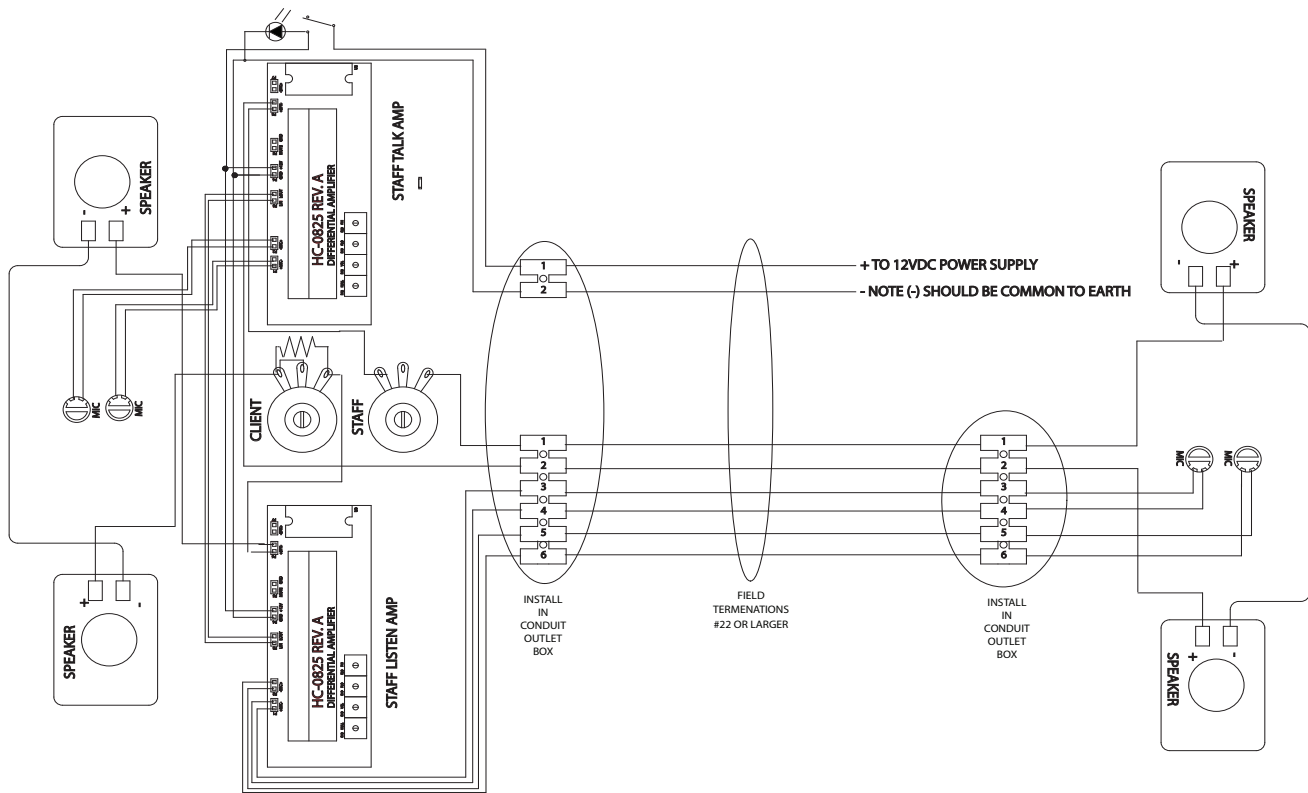 SPEAKER
-
+
HC-0825 REV. A
DIFFERENTIAL AMPLIFIER
STAFF TALK AMP
MIC
MIC
CLIENT
STAFF
1
2
+ TO 12VDC POWER SUPPLY
- NOTE (-) SHOULD BE COMMON TO EARTH
SPEAKER
-
+
1
2
3
4
5
6
1
2
3
4
5
6
MIC
MIC
SPEAKER
+
-
HC-0825 REV. A
DIFFERENTIAL AMPLIFIER
STAFF LISTEN AMP
INSTALL
IN
CONDUIT
OUTLET
BOX
FIELD
TERMENATIONS
#22 OR LARGER
INSTALL
IN
CONDUIT
OUTLET
BOX
SPEAKER
+
-